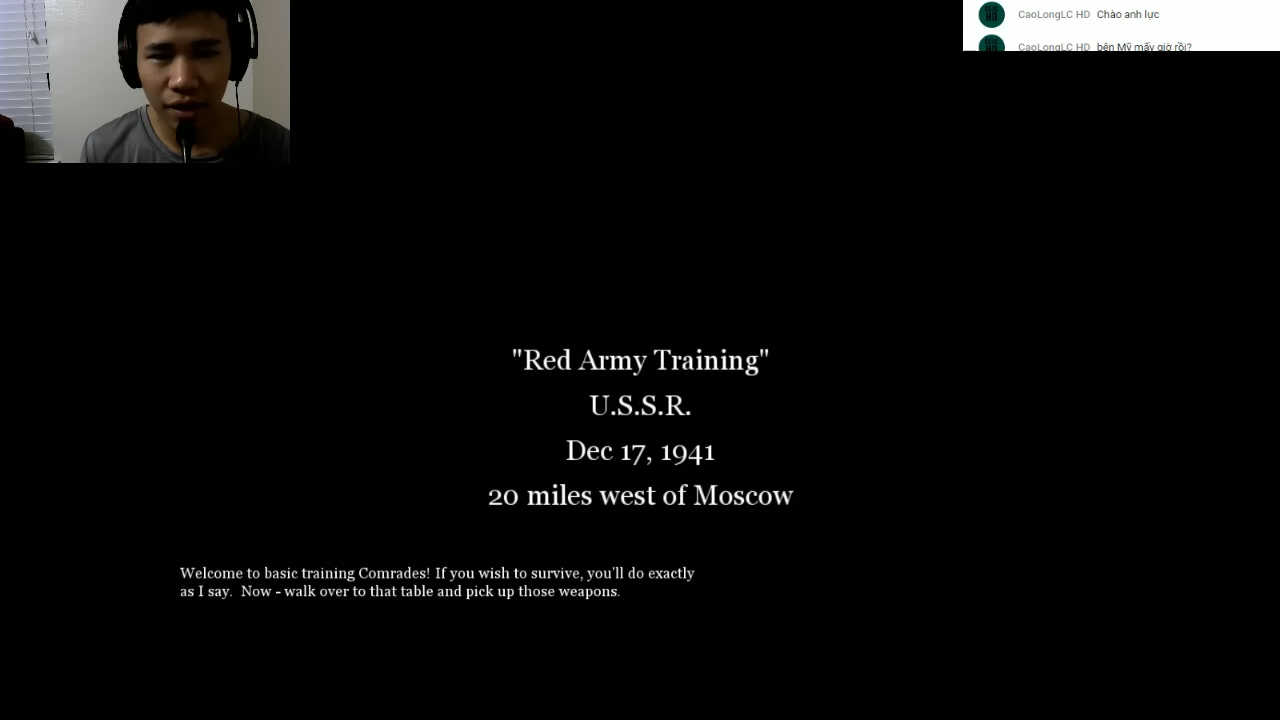 CaoLongLC HD Chào anh lực
CaoLongLC HD bên Mỹ mấy giờ rồi?
"Red Army Training"
U.S.S.R.
Dec 17, 1941
20 miles west of Moscow
Welcome to basic training Comrades! If you wish to survive, you'll do exactly
as I say. Now - walk over to that table and pick up those weapons.